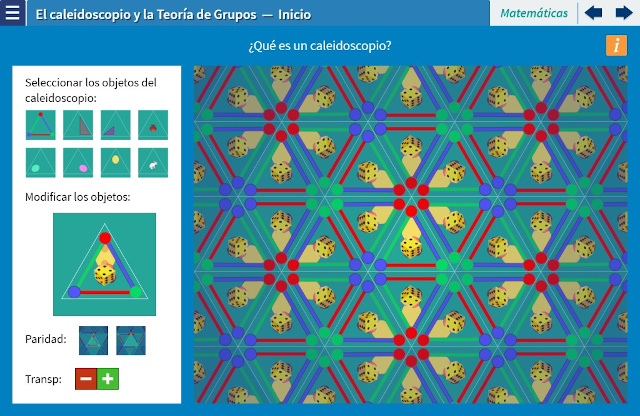 El caleidoscopio y la Teoría de Grupos — Inicio
Matemáticas
¿Qué es un caleidoscopio?
i
Seleccionar los objetos del
caleidoscopio:
Modificar los objetos:
Paridad:
Transp: